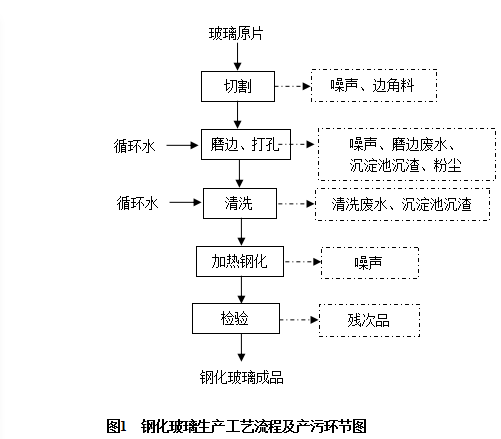 玻璃原片
切割
噪声、边角料
循环水
磨边、打孔
噪声、磨边废水、
沉淀池沉渣、粉尘
循环水
清洗
清洗废水、沉淀池沉渣
加热钢化
噪声
检验
残次品
钢化玻璃成品
图1 钢化玻璃生产工艺流程及产污环节图